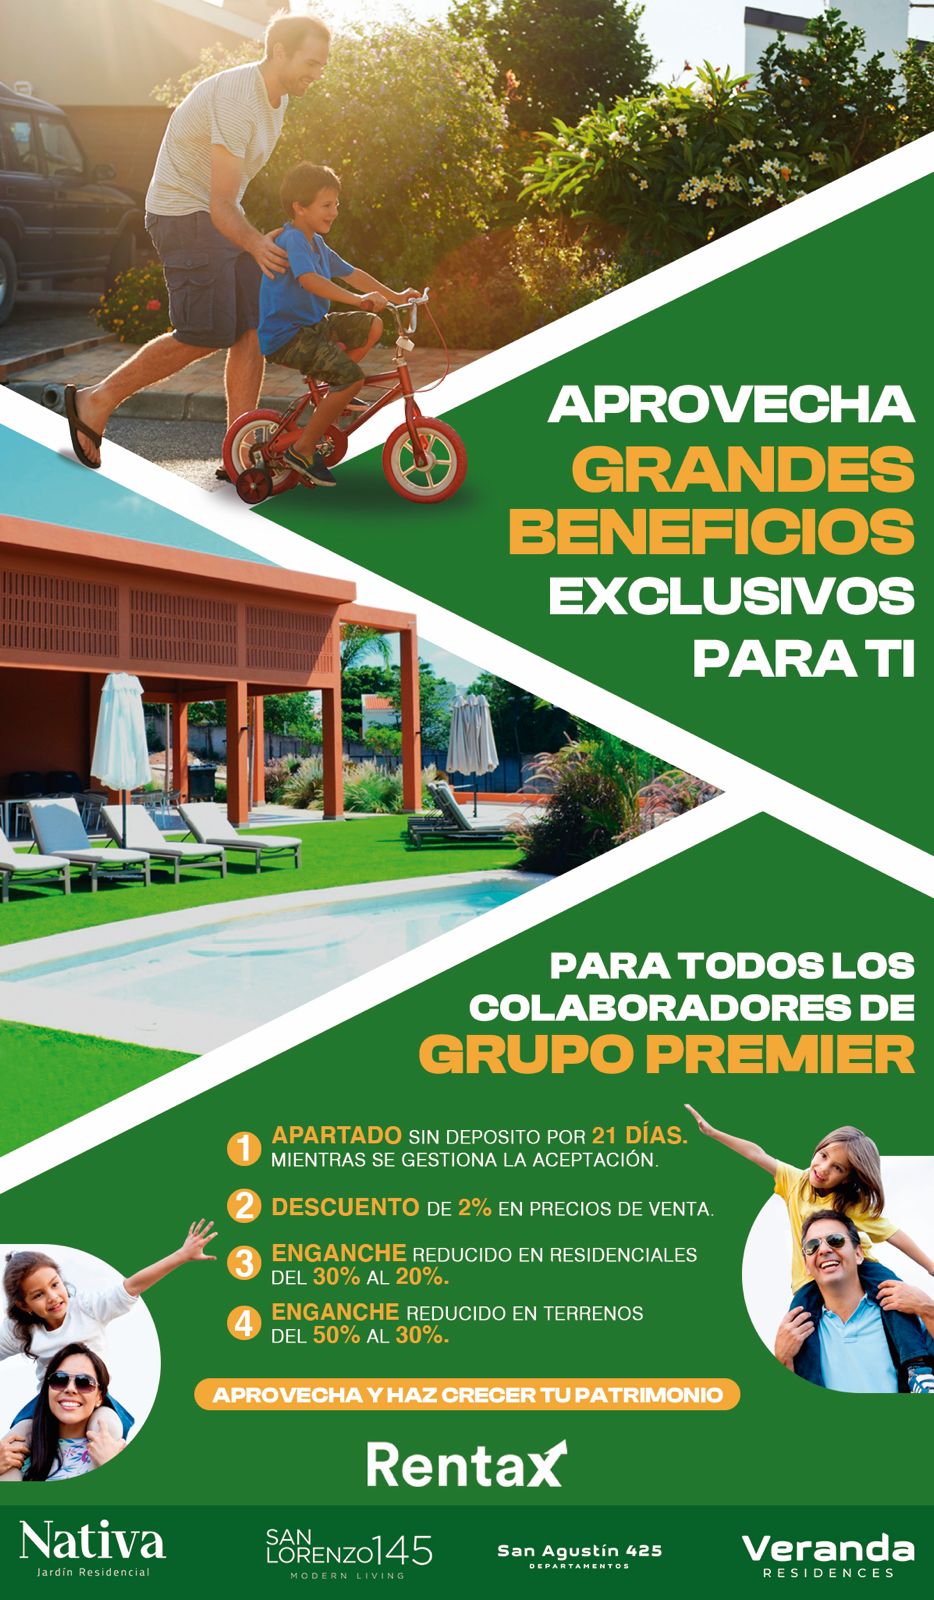 APROVECHA
GRANDES
BENEFICIOS
EXCLUSIVOS
PARA TI
PARA TODOS LOS
COLABORADORES DE
GRUPO PREMIER
1 APARTADO SIN DEPOSITO POR 21 DÍAS.
MIENTRAS SE GESTIONA LA ACEPTACIÓN.
2 DESCUENTO DE 2% EN PRECIOS DE VENTA.
3 ENGANCHE REDUCIDO EN RESIDENCIALES
DEL 30% AL 20%.
4 ENGANCHE REDUCIDO EN TERRENOS
DEL 50% AL 30%.
APROVECHA Y HAZ CRECER TU PATRIMONIO
Rentax
Nativa
Jardín Residencial
SAN
LORENZO 145
MODERN LIVING
San Agustín 425
DEPARTAMENTOS
Veranda
RESIDENCES